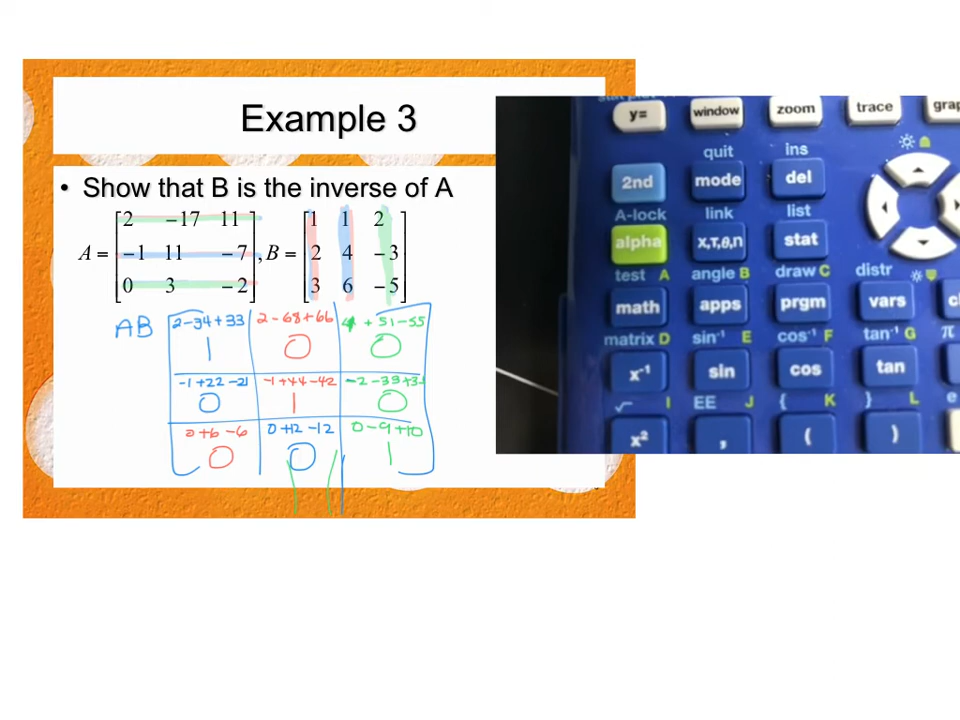 Example 3
• Show that B is the inverse of A
A = [2 −17 11
−1 11 −7
0 3 −2] , B = [1 1 2
2 4 −3
3 6 −5]
AB
2-34+33 2-68+66 4+51-55
1 0 0
-1+22-21 -1+44-42
0 1 0
0+6-6 0+12-12 0-9+10
0 0 1
y= window zoom trace
quit ins
2nd mode del
A-lock link list
alpha X,T,θ,n stat
test A angle B draw C distr
math apps prgm vars
matrix D sin⁻¹ E cos⁻¹ F tan⁻¹ G π
x⁻¹ sin cos tan
√ I EE J { K } L e
x² , ( )